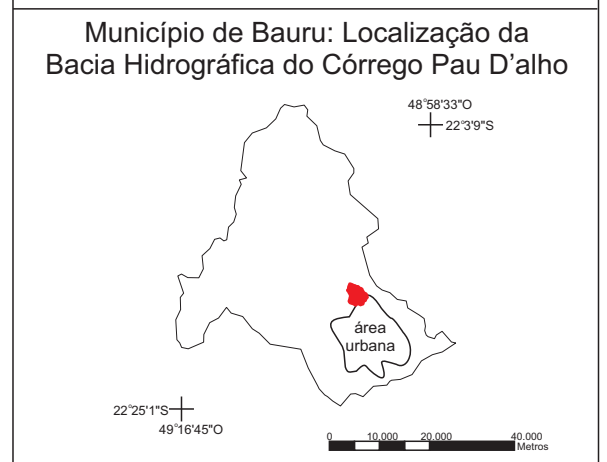 Município de Bauru: Localização da
Bacia Hidrográfica do Córrego Pau D'alho
48°58'33"O
22°3'9"S
área
urbana
22°25'1"S
49°16'45"O
0 10.000 20.000 40.000
Metros